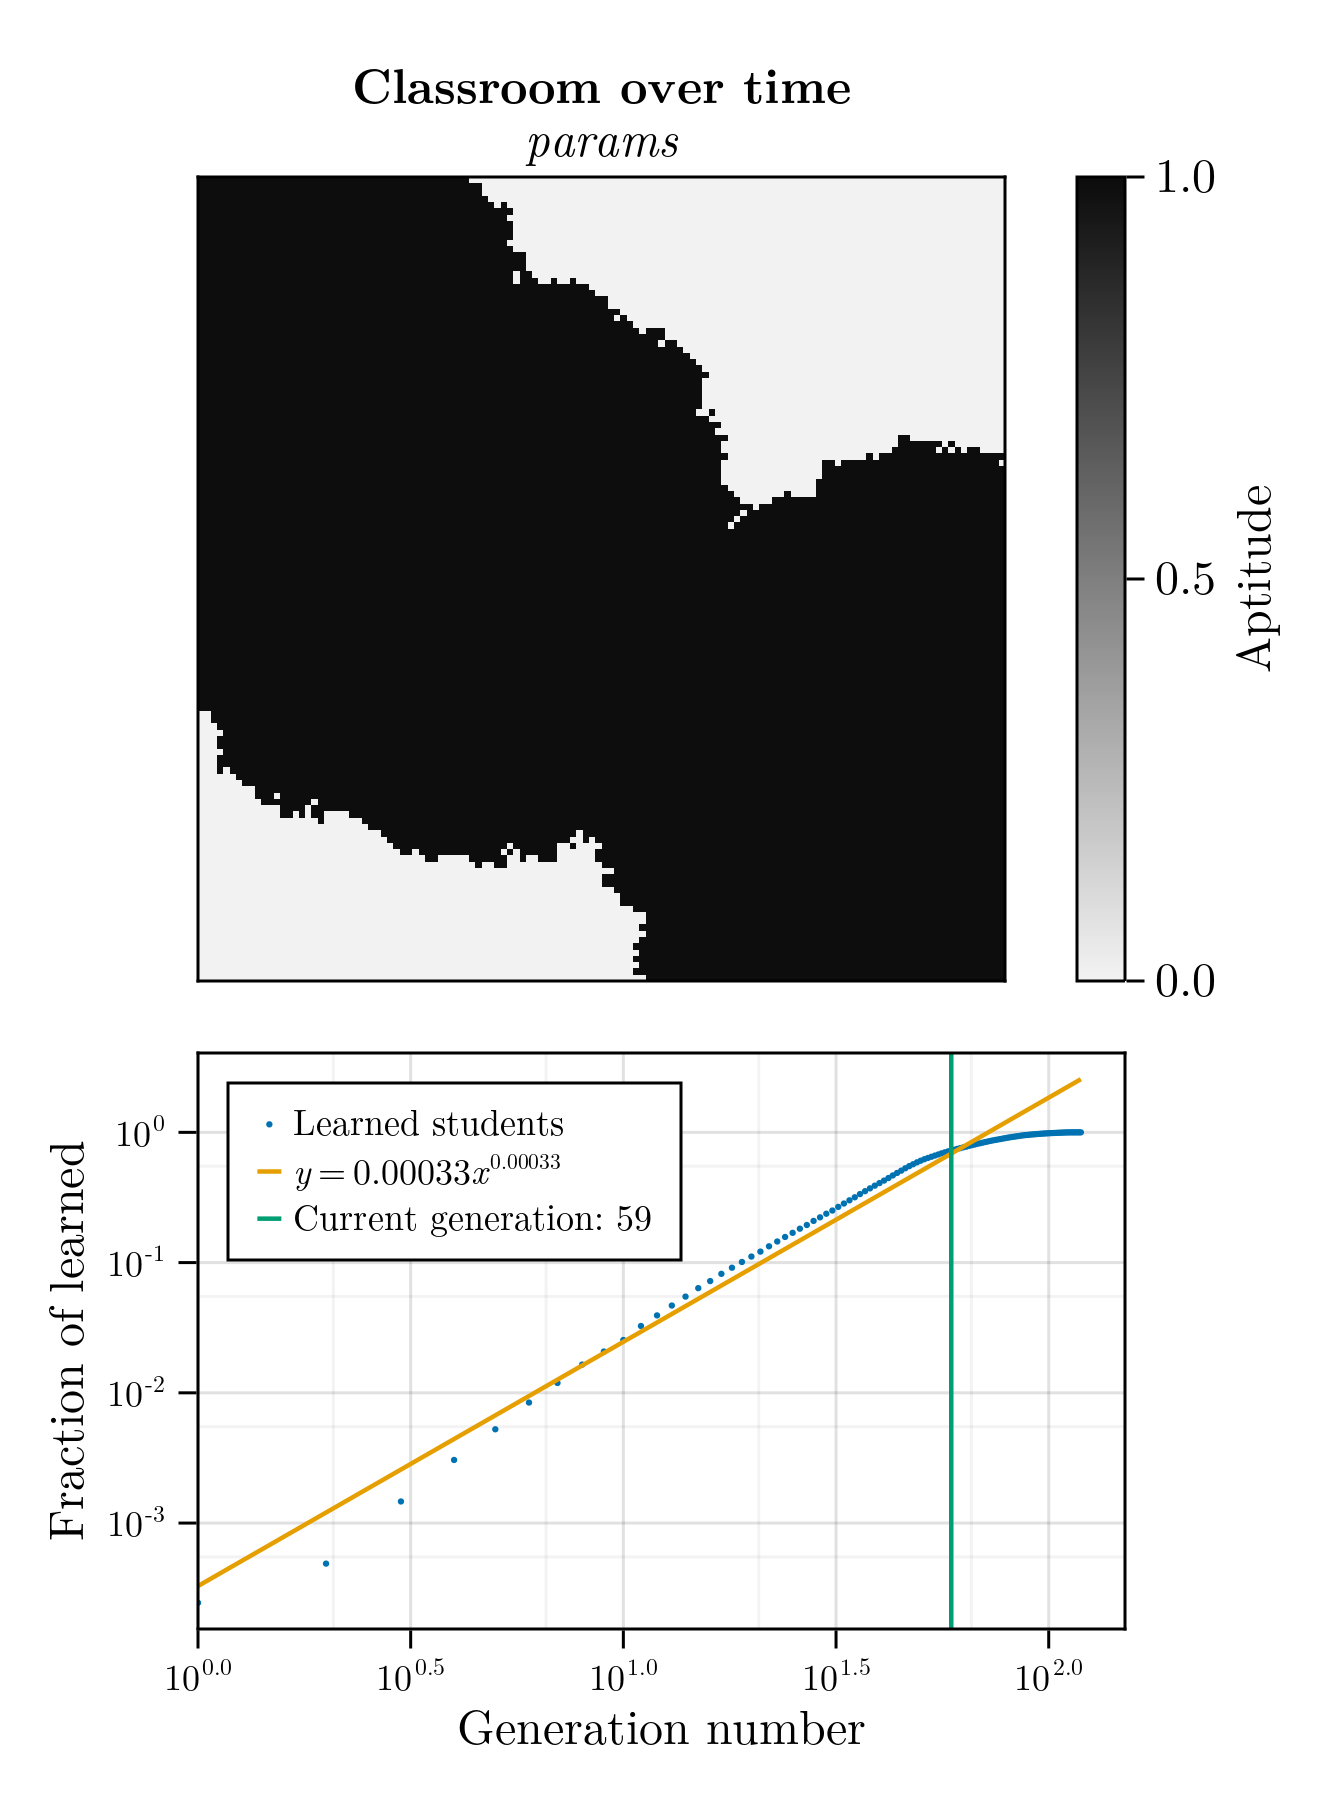 Classroom over time
params
1.0
0.5
0.0
Aptitude
Learned students
y = 0.00033x^0.00033
Current generation: 59
10^0
10^-1
10^-2
10^-3
Fraction of learned
10^0.0
10^0.5
10^1.0
10^1.5
10^2.0
Generation number